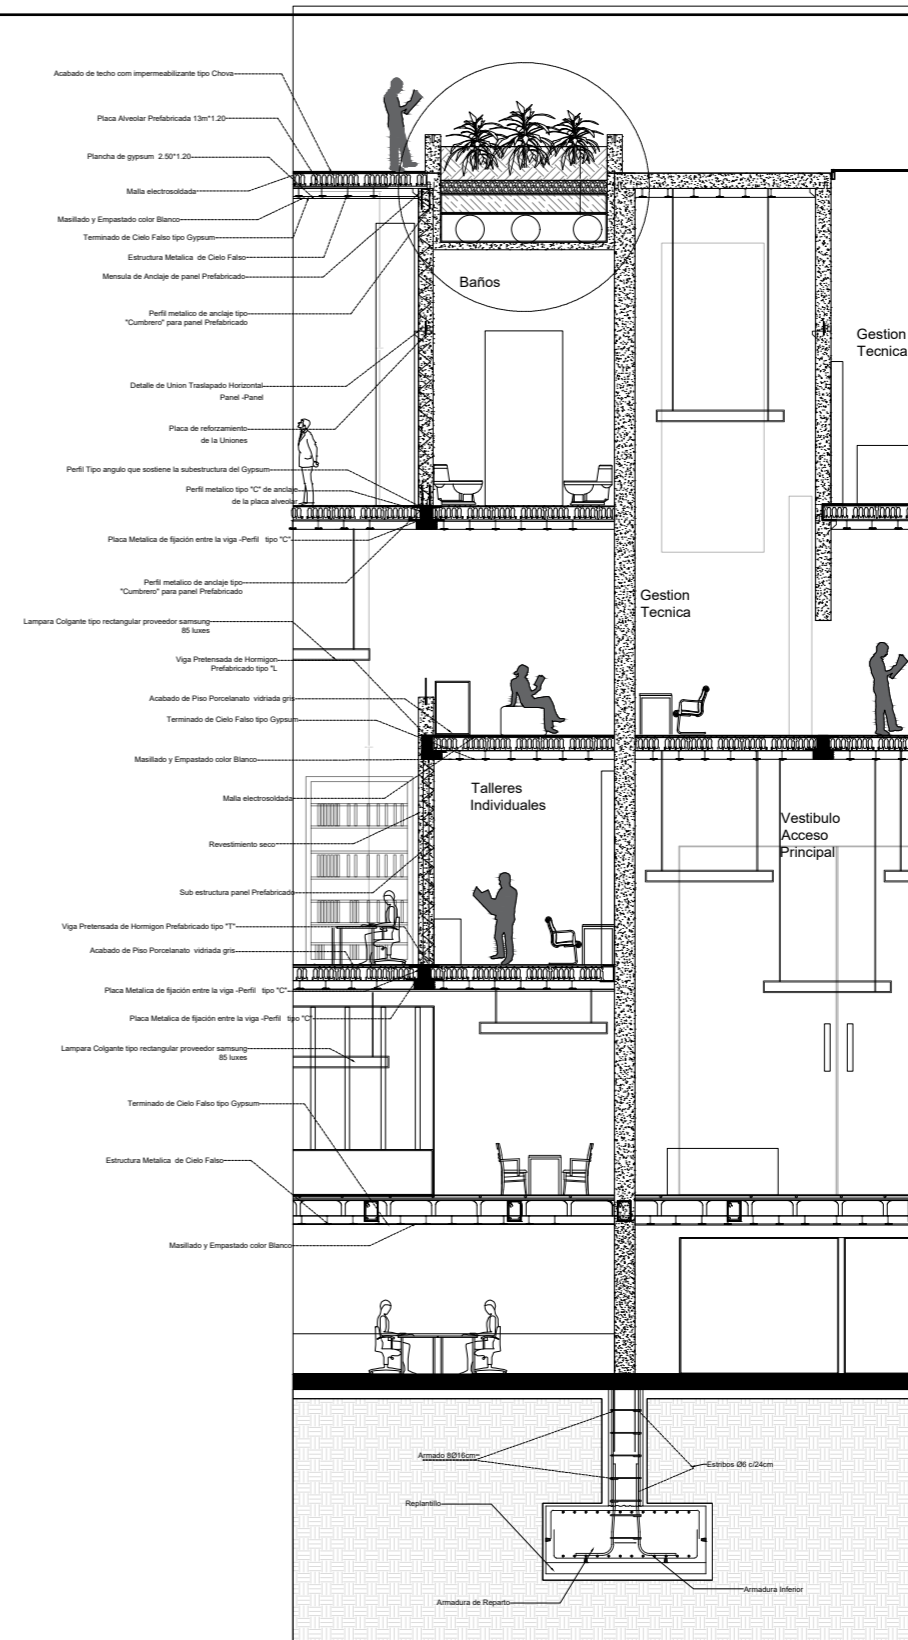 Acabado de techo com impermeabilizante tipo Chova
Placa Alveolar Prefabricada 13m*1.20
Plancha de gypsum 2.50*1.20
Malla electrosoldada
Masillado y Empastado color Blanco
Terminado de Cielo Falso tipo Gypsum
Estructura Metalica de Cielo Falso
Mensula de Anclaje de panel Prefabricado
Baños
Perfil metalico de anclaje tipo
"Cumbrero" para panel Prefabricado
Gestion
Tecnica
Detalle de Union Traslapado Horizontal
Panel -Panel
Placa de reforzamiento
de la Uniones
Perfil Tipo angulo que sostiene la subestructura del Gypsum
Perfil metalico tipo "C" de anclaje
de la placa alveolar
Placa Metalica de fijación entre la viga -Perfil tipo "C"
Perfil metalico de anclaje tipo
"Cumbrero" para panel Prefabricado
Gestion
Tecnica
Lampara Colgante tipo rectangular proveedor samsung
85 luxes
Viga Pretensada de Hormigon
Prefabricado tipo "L
Acabado de Piso Porcelanato vidriada gris
Terminado de Cielo Falso tipo Gypsum
Masillado y Empastado color Blanco
Talleres
Individuales
Malla electrosoldada
Vestibulo
Acceso
Principal
Revestimiento seco
Sub estructura panel Prefabricado
Viga Pretensada de Hormigon Prefabricado tipo "T"
Acabado de Piso Porcelanato vidriada gris
Placa Metalica de fijación entre la viga -Perfil tipo "C"
Placa Metalica de fijación entre la viga -Perfil tipo "C"
Lampara Colgante tipo rectangular proveedor samsung
85 luxes
Terminado de Cielo Falso tipo Gypsum
Estructura Metalica de Cielo Falso
Masillado y Empastado color Blanco
Armado 8Ø16cm
Estribos Ø6 c/24cm
Replantillo
Armadura Inferior
Armadura de Reparto